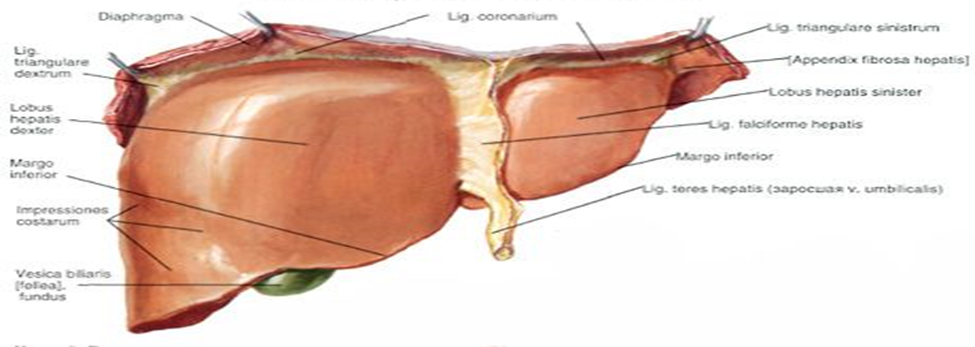 Diaphragma
Lig. coronarium
Lig. triangulare sinistrum
[Appendix fibrosa hepatis]
Lobus hepatis sinister
Lig. falciforme hepatis
Margo inferior
Lig. teres hepatis (заросшая v. umbilicalis)
Lig.
triangulare
dextrum
Lobus
hepatis
dexter
Margo
inferior
Impressiones
costarum
Vesica biliaris
[fellea],
fundus